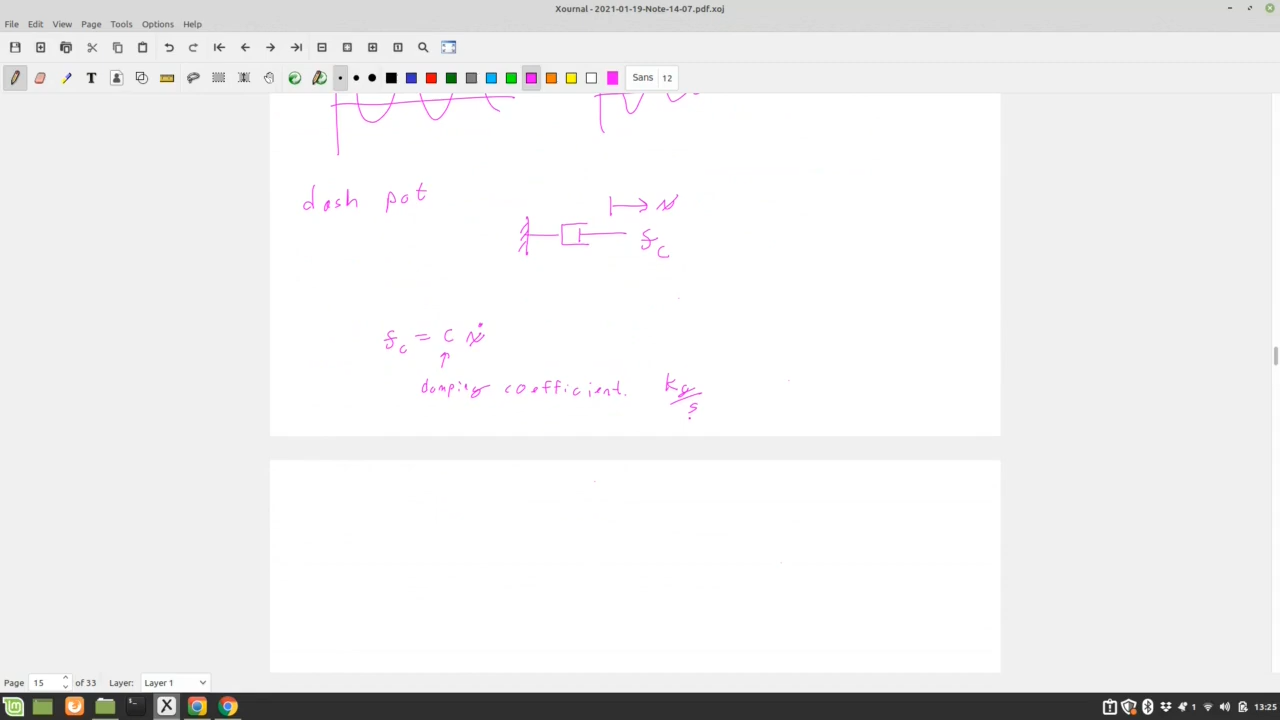 Xournal - 2021-01-19-Note-14-07.pdf.xoj
File Edit View Page Tools Options Help
T Sans 12
dash pot
x
f_c
f_c = c ẋ
damping coefficient. kg/s
Page 15 of 33 Layer: Layer 1
X 1 13:25